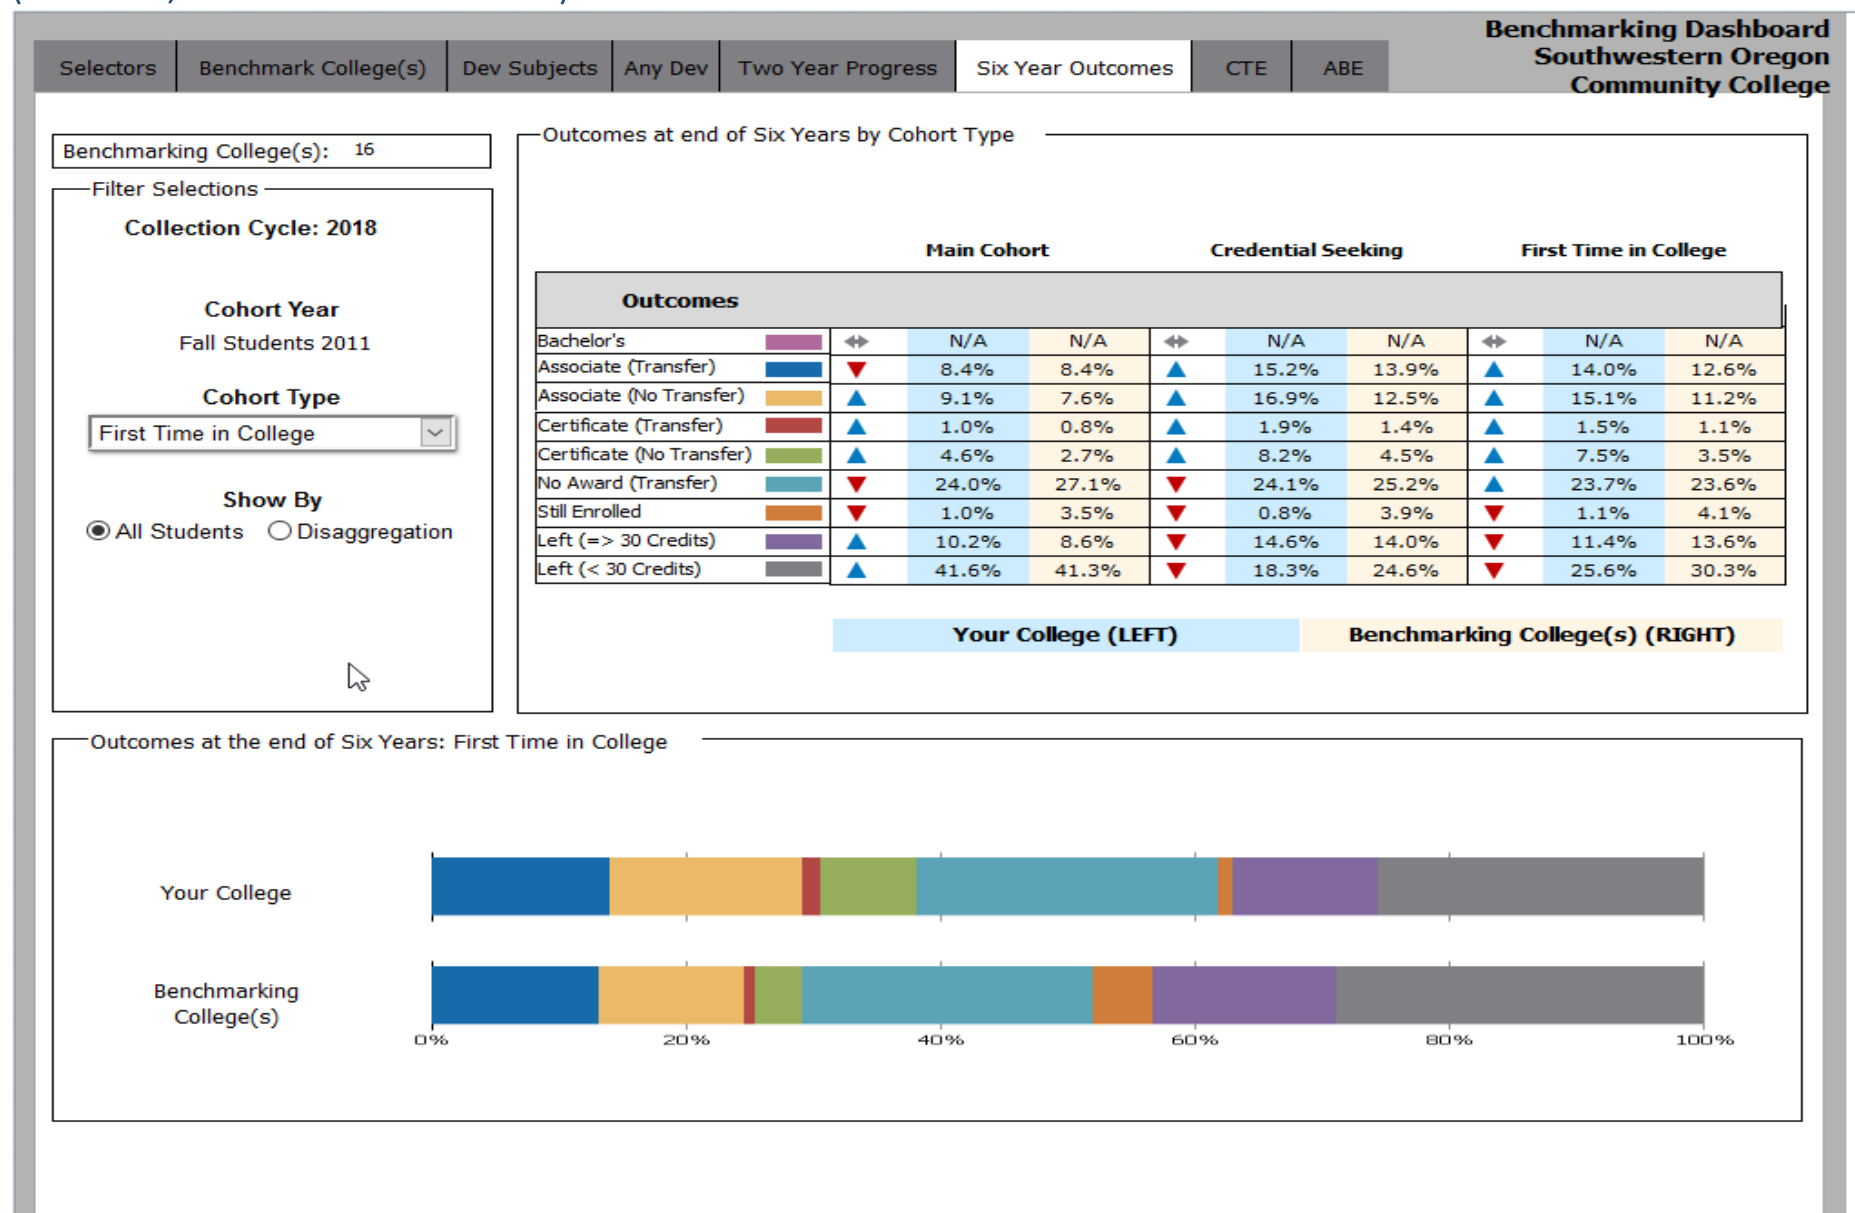 Benchmarking Dashboard
Southwestern Oregon
Community College
Selectors Benchmark College(s) Dev Subjects Any Dev Two Year Progress Six Year Outcomes CTE ABE
Benchmarking College(s): 16
Filter Selections
Collection Cycle: 2018
Cohort Year
Fall Students 2011
Cohort Type
First Time in College
Show By
All Students Disaggregation
Outcomes at end of Six Years by Cohort Type
Main Cohort Credential Seeking First Time in College
Outcomes
Bachelor's N/A N/A N/A N/A N/A N/A
Associate (Transfer) 8.4% 8.4% 15.2% 13.9% 14.0% 12.6%
Associate (No Transfer) 9.1% 7.6% 16.9% 12.5% 15.1% 11.2%
Certificate (Transfer) 1.0% 0.8% 1.9% 1.4% 1.5% 1.1%
Certificate (No Transfer) 4.6% 2.7% 8.2% 4.5% 7.5% 3.5%
No Award (Transfer) 24.0% 27.1% 24.1% 25.2% 23.7% 23.6%
Still Enrolled 1.0% 3.5% 0.8% 3.9% 1.1% 4.1%
Left (=> 30 Credits) 10.2% 8.6% 14.6% 14.0% 11.4% 13.6%
Left (< 30 Credits) 41.6% 41.3% 18.3% 24.6% 25.6% 30.3%
Your College (LEFT) Benchmarking College(s) (RIGHT)
Outcomes at the end of Six Years: First Time in College
Your College
Benchmarking
College(s)
0% 20% 40% 60% 80% 100%